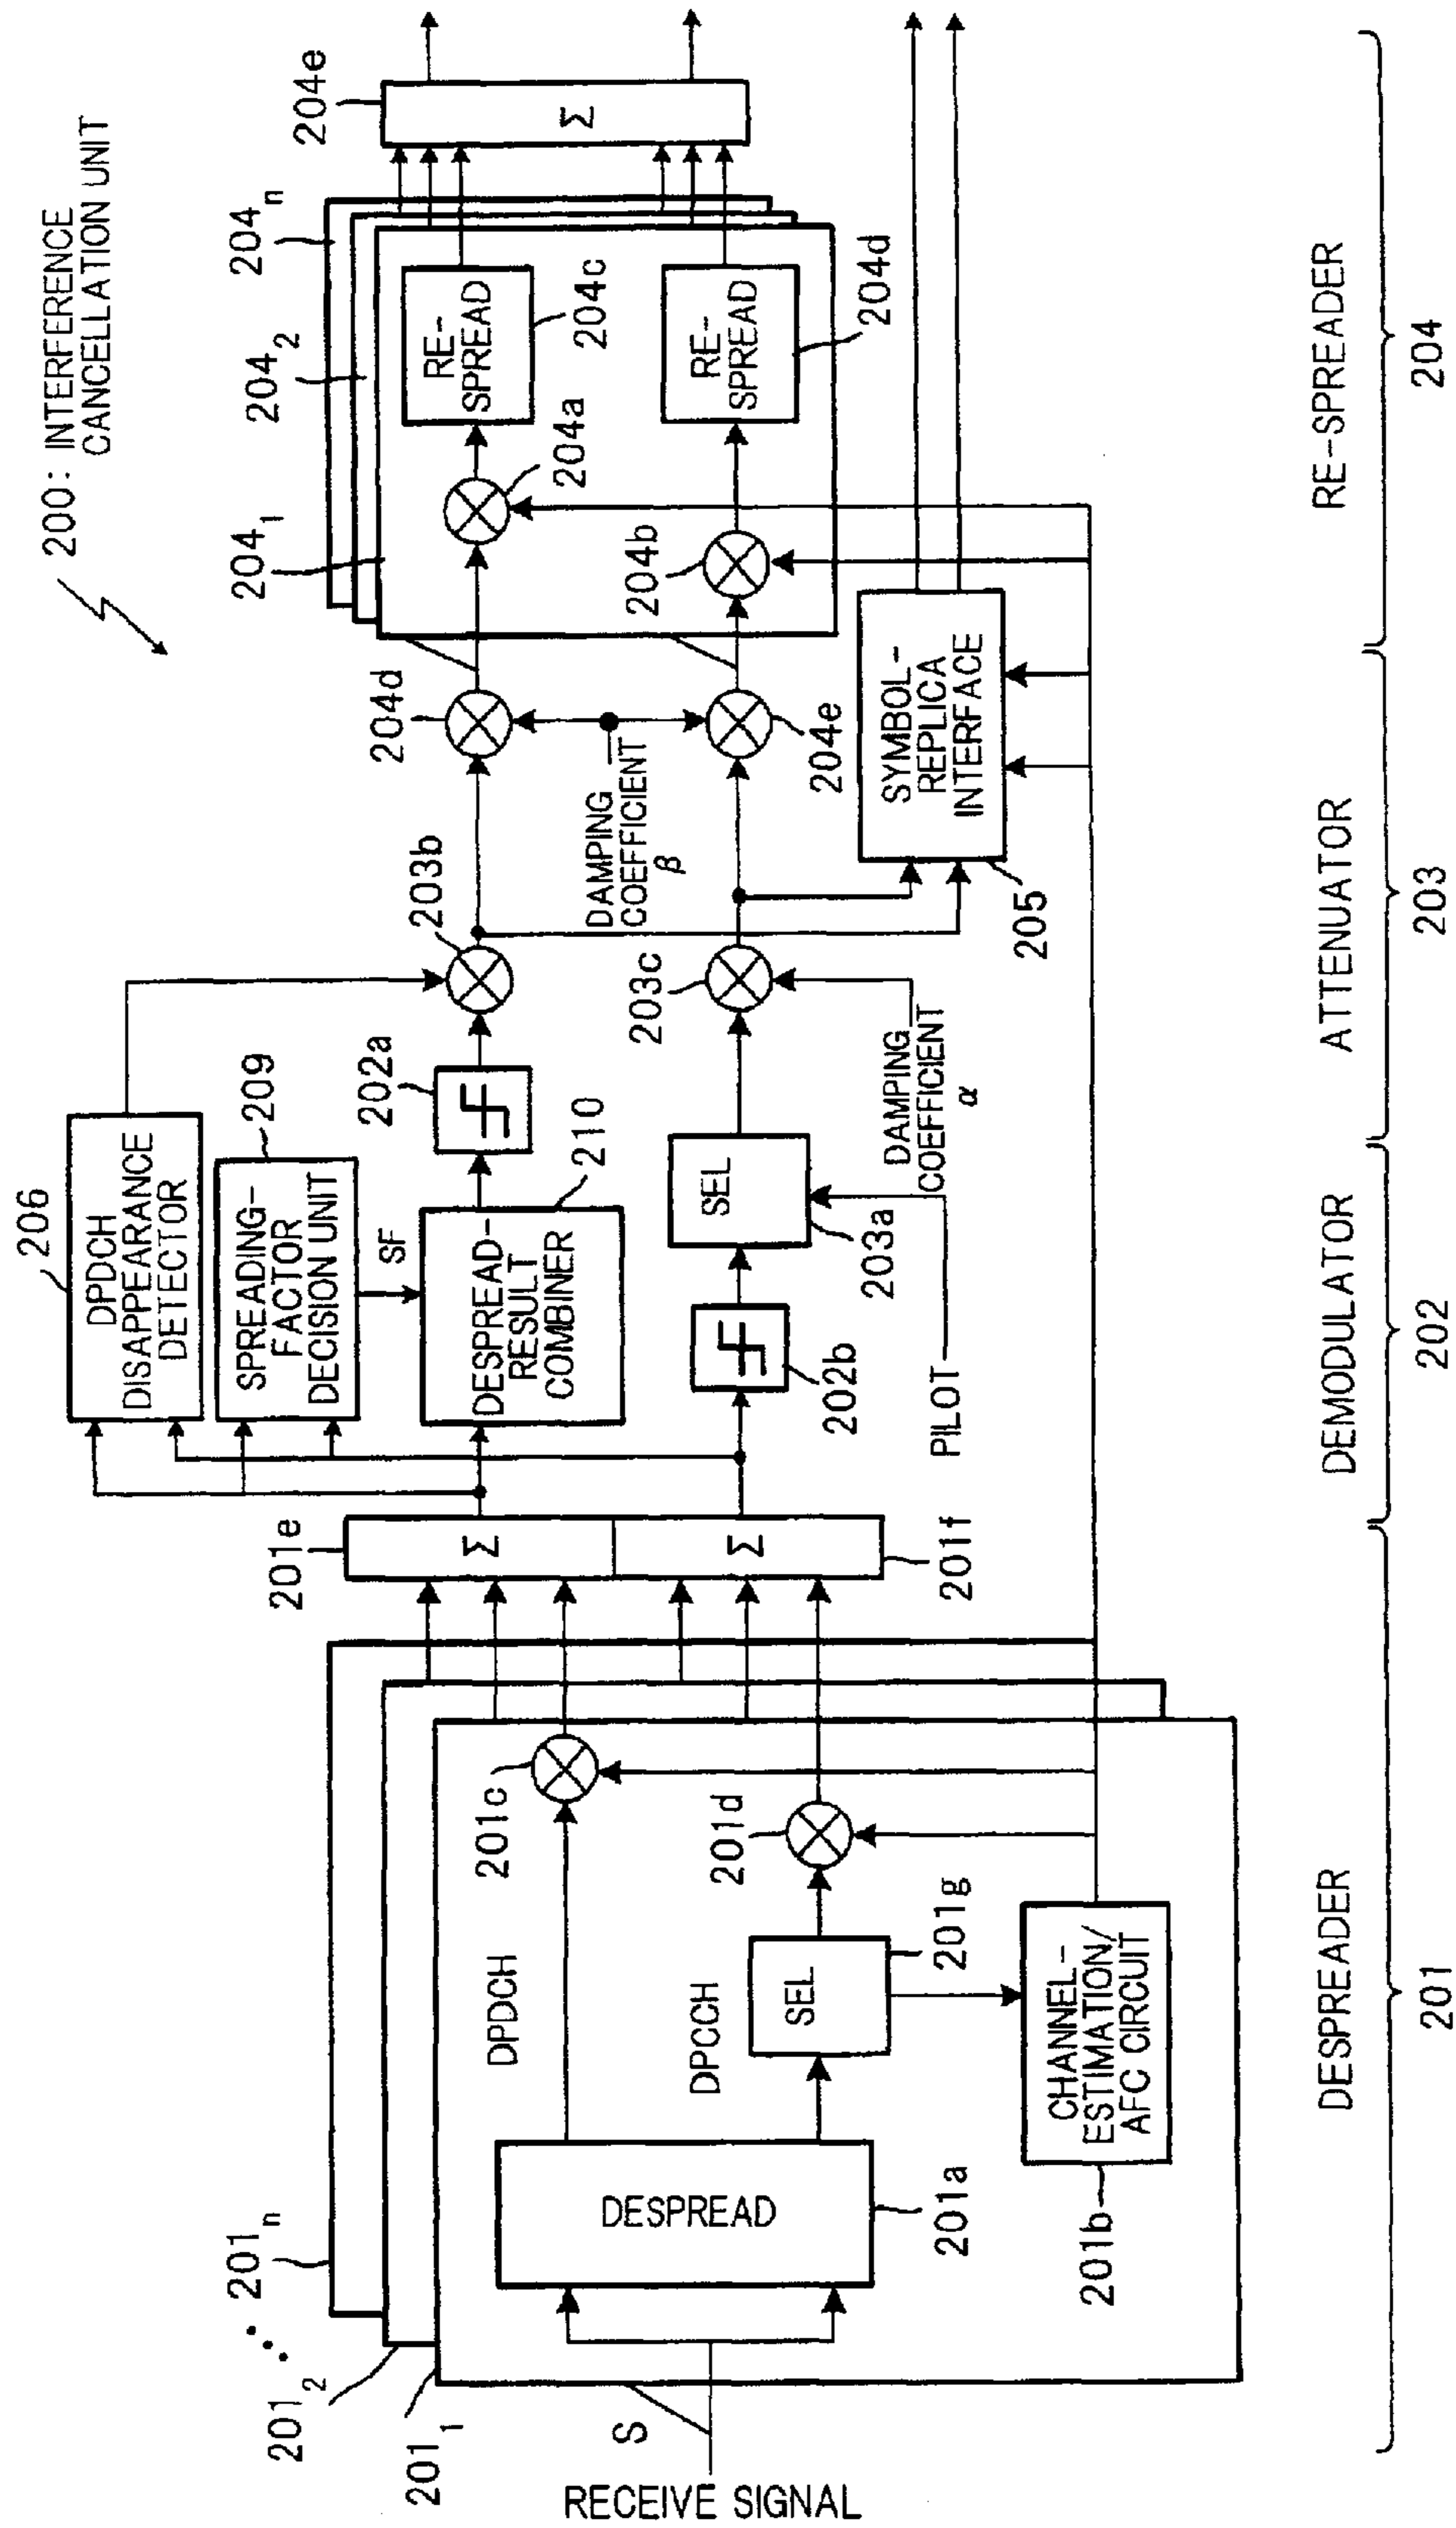 200: INTERFERENCE
CANCELLATION UNIT
206
DPDCH
DISAPPEARANCE
DETECTOR
209
SPREADING-
FACTOR
DECISION UNIT
SF
DESPREAD-
RESULT
COMBINER
210
202a
203b
204d
DAMPING
COEFFICIENT
β
204e
204₁
204₂
204ₙ
204a
RE-
SPREAD
204c
204b
RE-
SPREAD
204d
Σ
204e
201ₙ
201₂
201₁
S
RECEIVE SIGNAL
DESPREAD
201a
DPDCH
DPCCH
SEL
201g
201c
201d
CHANNEL-
ESTIMATION/
AFC CIRCUIT
201b
201e
Σ
Σ
201f
202b
PILOT
SEL
203a
203c
DAMPING
COEFFICIENT
α
SYMBOL-
REPLICA
INTERFACE
205
DESPREADER
201
DEMODULATOR
202
ATTENUATOR
203
RE-SPREADER
204